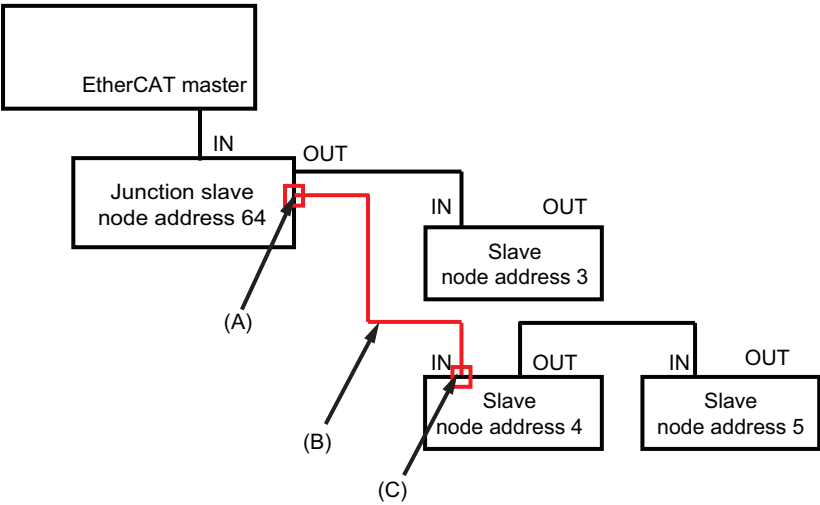 EtherCAT master
IN
OUT
Junction slave
node address 64
IN
OUT
Slave
node address 3
(A)
IN
OUT
IN
OUT
Slave
node address 4
Slave
node address 5
(B)
(C)